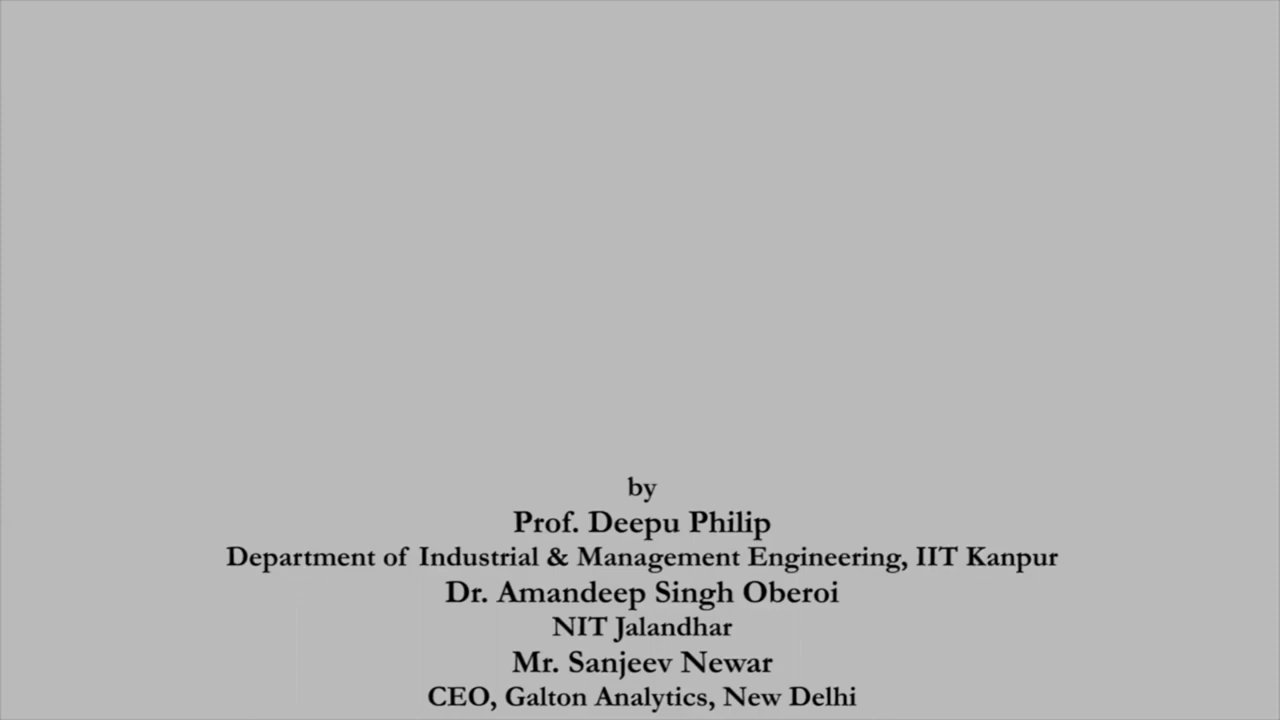 by
Prof. Deepu Philip
Department of Industrial & Management Engineering, IIT Kanpur
Dr. Amandeep Singh Oberoi
NIT Jalandhar
Mr. Sanjeev Newar
CEO, Galton Analytics, New Delhi